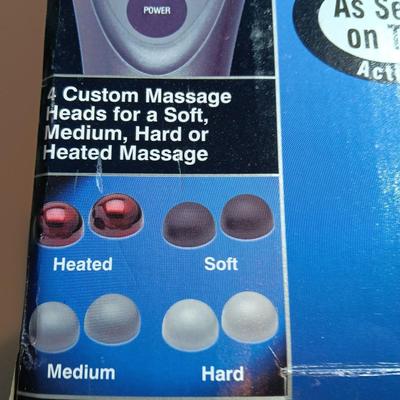 POWER
As Se
on T
Acti
4 Custom Massage
Heads for a Soft,
Medium, Hard or
Heated Massage
Heated Soft
Medium Hard